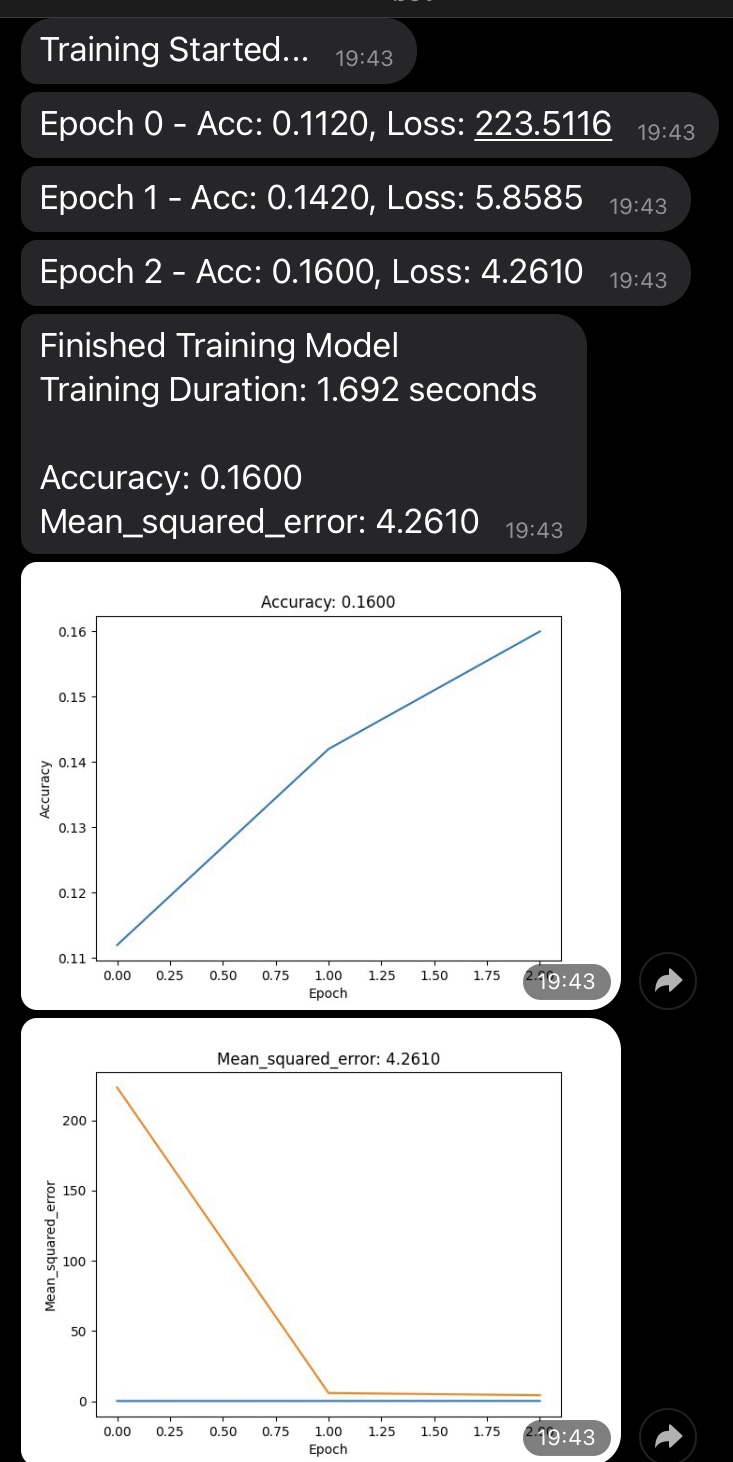 Training Started... 19:43
Epoch 0 - Acc: 0.1120, Loss: 223.5116 19:43
Epoch 1 - Acc: 0.1420, Loss: 5.8585 19:43
Epoch 2 - Acc: 0.1600, Loss: 4.2610 19:43
Finished Training Model
Training Duration: 1.692 seconds
Accuracy: 0.1600
Mean_squared_error: 4.2610 19:43
Accuracy: 0.1600
0.16
0.15
0.14
0.13
0.12
0.11
Accuracy
0.00 0.25 0.50 0.75 1.00 1.25 1.50 1.75
19:43
Epoch
Mean_squared_error: 4.2610
200
150
100
50
0
Mean_squared_error
0.00 0.25 0.50 0.75 1.00 1.25 1.50 1.75
19:43
Epoch